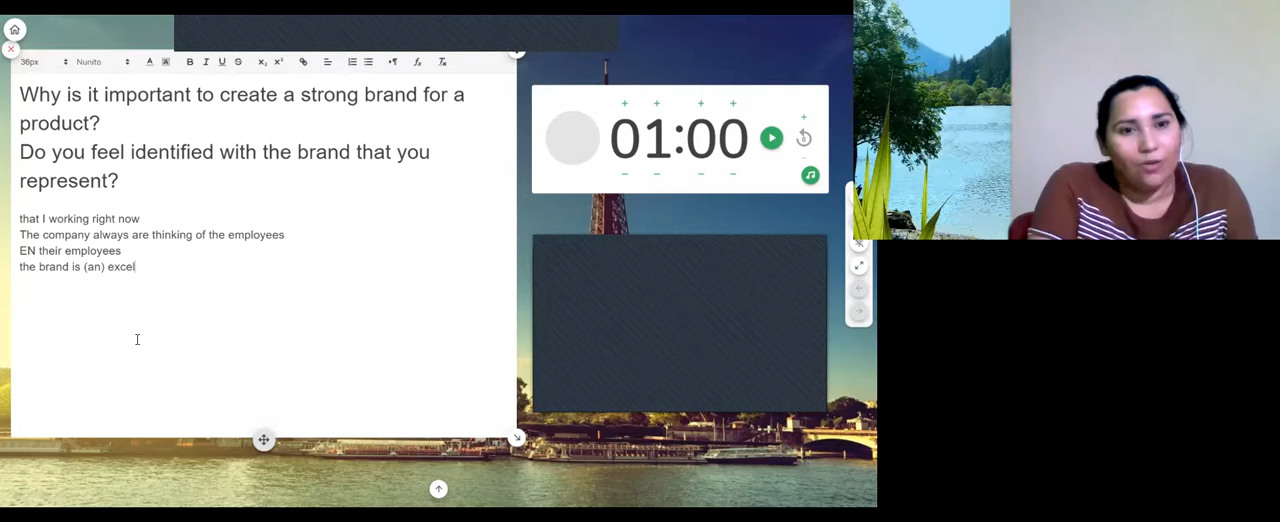 36px
Nunito
Why is it important to create a strong brand for a
product?
Do you feel identified with the brand that you
represent?
that I working right now
The company always are thinking of the employees
EN their employees
the brand is (an) excel
01:00